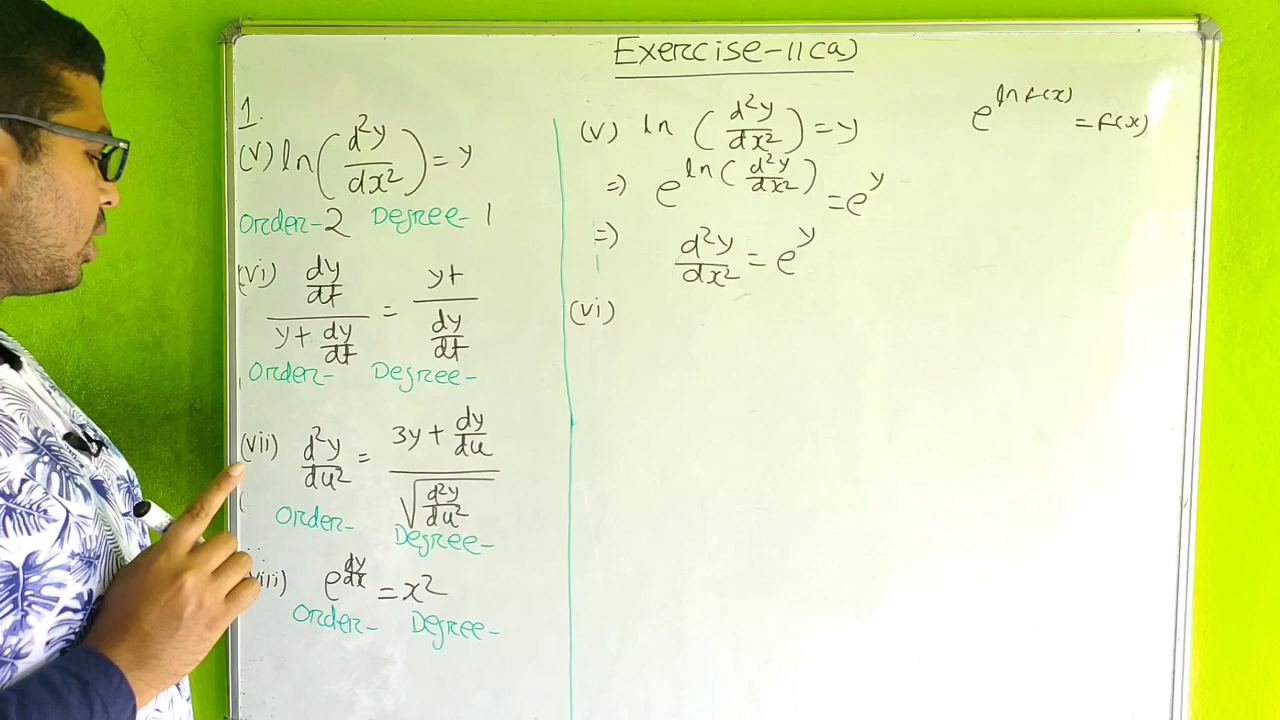 Exercise-11(a)
1.
(v) ln(d²y/dx²) = y
Order-2 Degree-1
(vi) (dy/dt)/(y+dy/dt) = yt/(dy/dt)
Order- Degree-
(vii) d²y/du² = (3y+dy/du)/√(d²y/du²)
Order- Degree-
(viii) e^(dy/dx) = x²
Order- Degree-
(v) ln(d²y/dx²) = y
⇒ e^(ln(d²y/dx²)) = e^y
⇒ d²y/dx² = e^y
(vi)
e^(ln f(x)) = f(x)